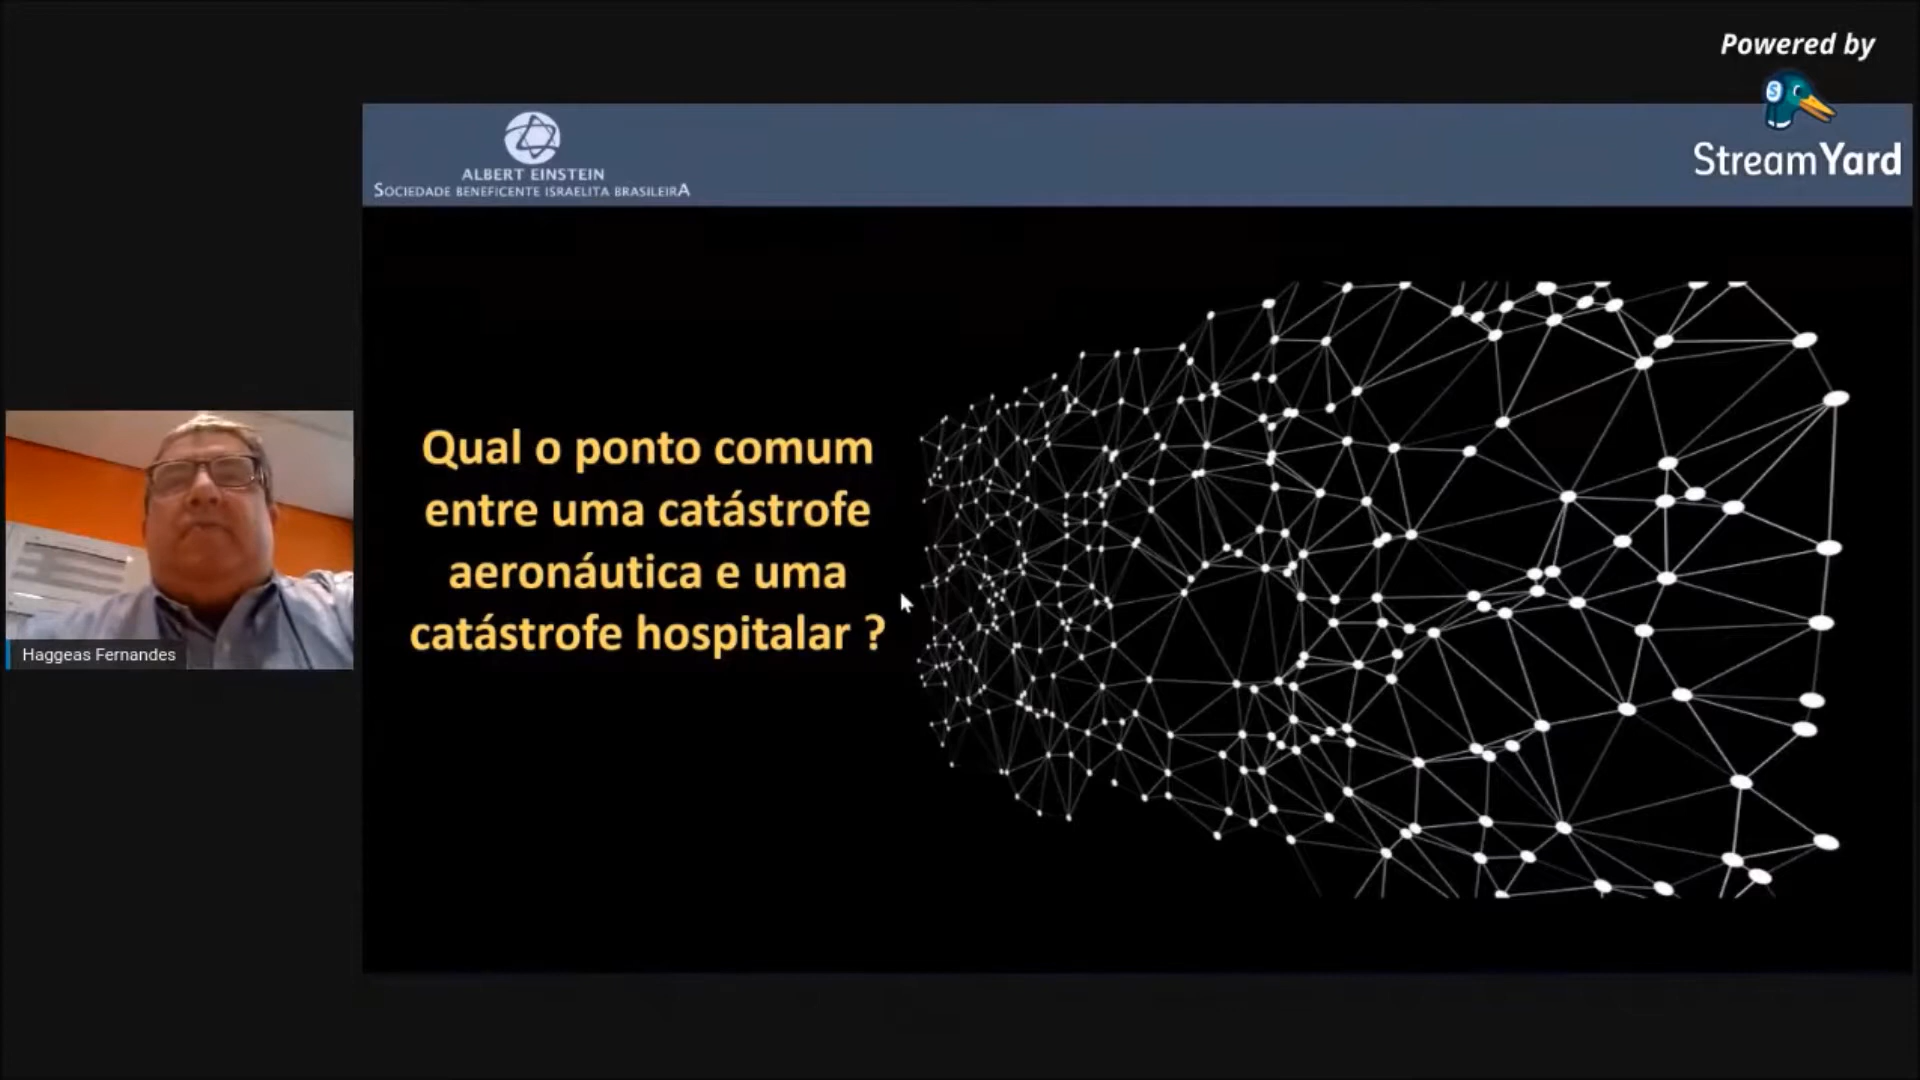 Powered by
StreamYard
ALBERT EINSTEIN
SOCIEDADE BENEFICENTE ISRAELITA BRASILEIRA
Qual o ponto comum
entre uma catástrofe
aeronáutica e uma
catástrofe hospitalar ?
Haggeas Fernandes